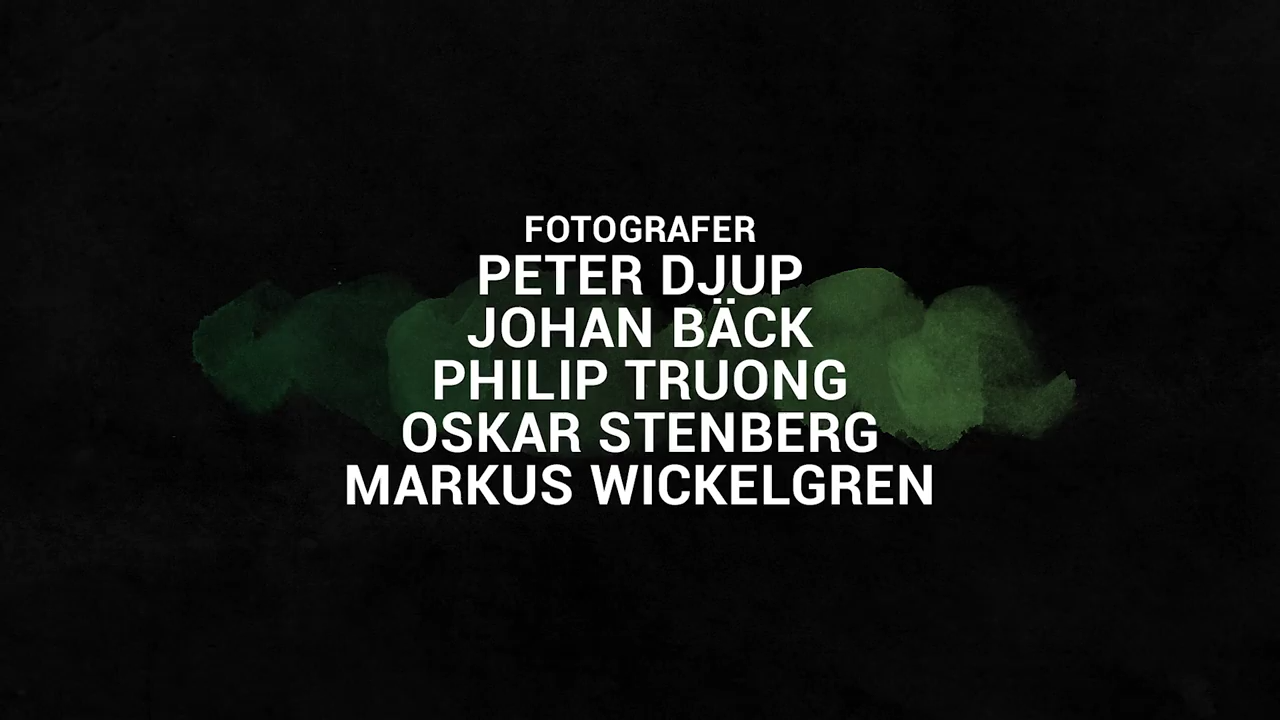 FOTOGRAFER
PETER DJUP
JOHAN BÄCK
PHILIP TRUONG
OSKAR STENBERG
MARKUS WICKELGREN